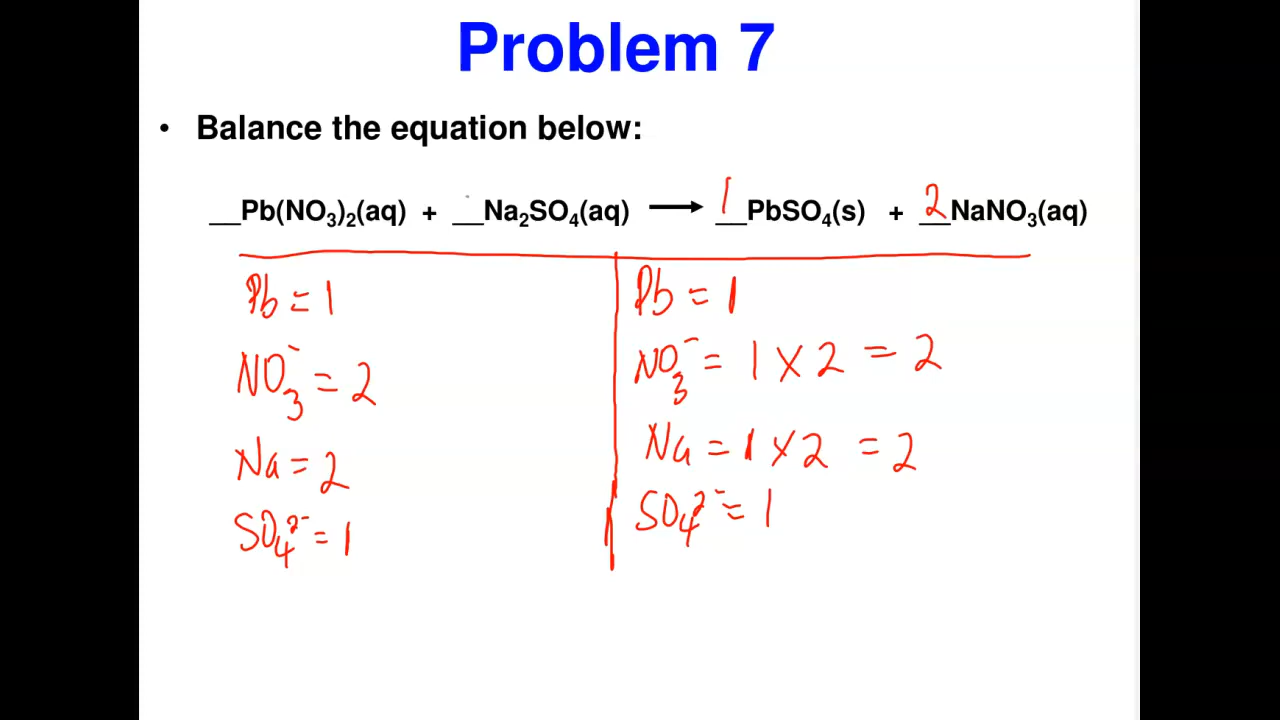 Problem 7
• Balance the equation below:
__Pb(NO₃)₂(aq) + __Na₂SO₄(aq) ⟶ 1 PbSO₄(s) + 2 NaNO₃(aq)
Pb = 1
NO₃⁻ = 2
Na = 2
SO₄²⁻ = 1
Pb = 1
NO₃⁻ = 1 × 2 = 2
Na = 1 × 2 = 2
SO₄²⁻ = 1